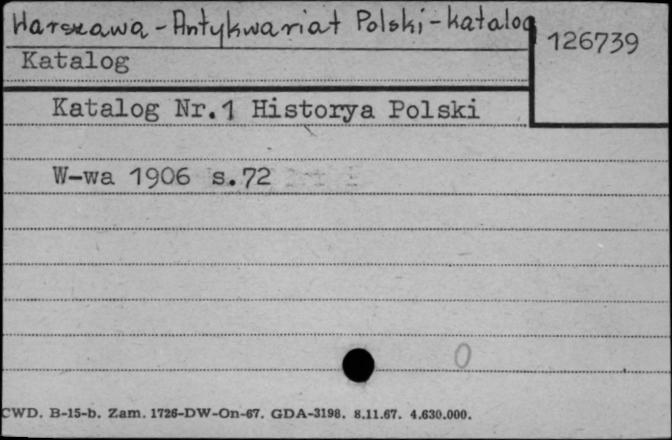 Warszawa - Antykwariat Polski - katalog
126739
Katalog
Katalog Nr.1 Historya Polski
W-wa 1906 s.72
0
CWD. B-15-b. Zam. 1726-DW-On-67. GDA-3198. 8.11.67. 4.630.000.